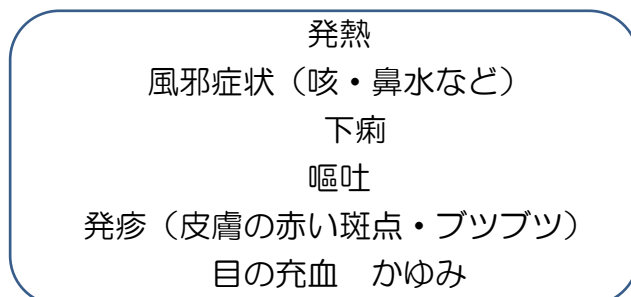 発熱
風邪症状（咳・鼻水など）
下痢
嘔吐
発疹（皮膚の赤い斑点・ブツブツ）
目の充血　かゆみ